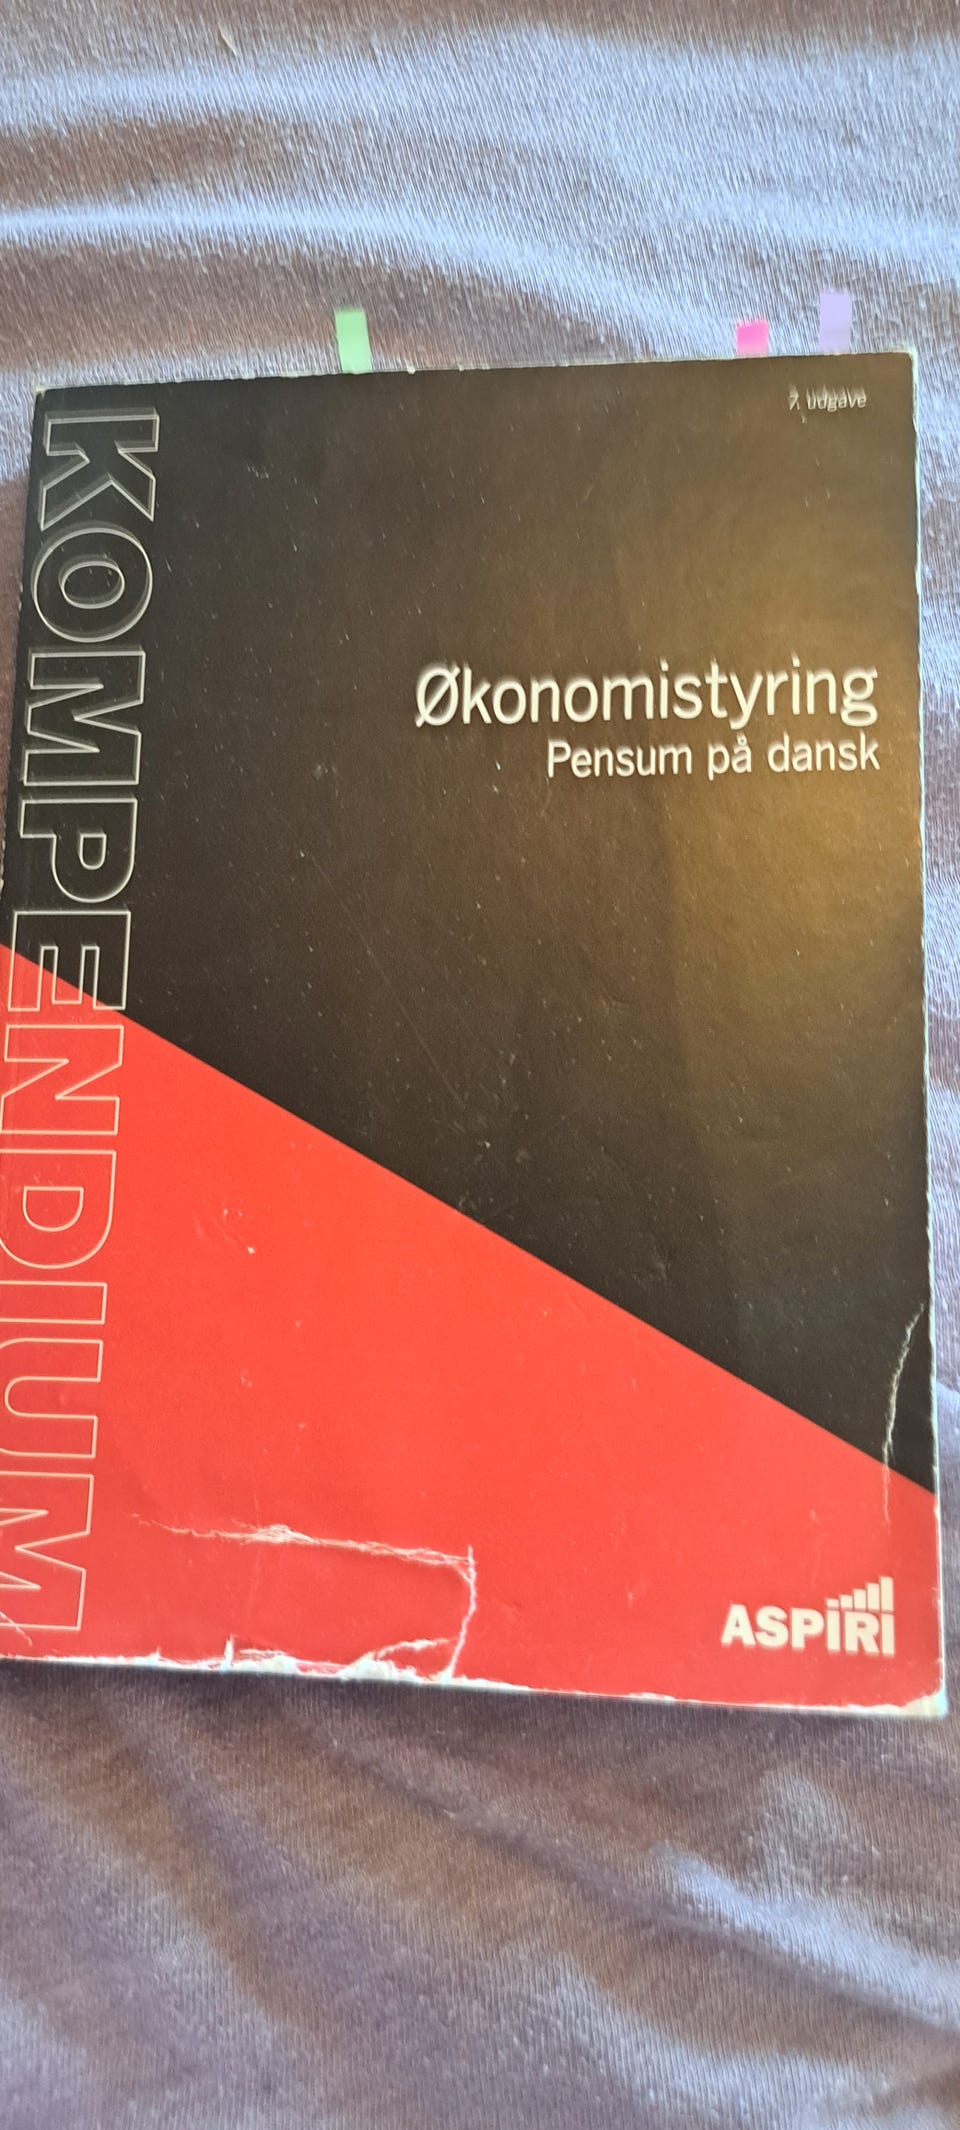 7. udgave
KOMPENDIUM
Økonomistyring
Pensum på dansk
ASPIRI